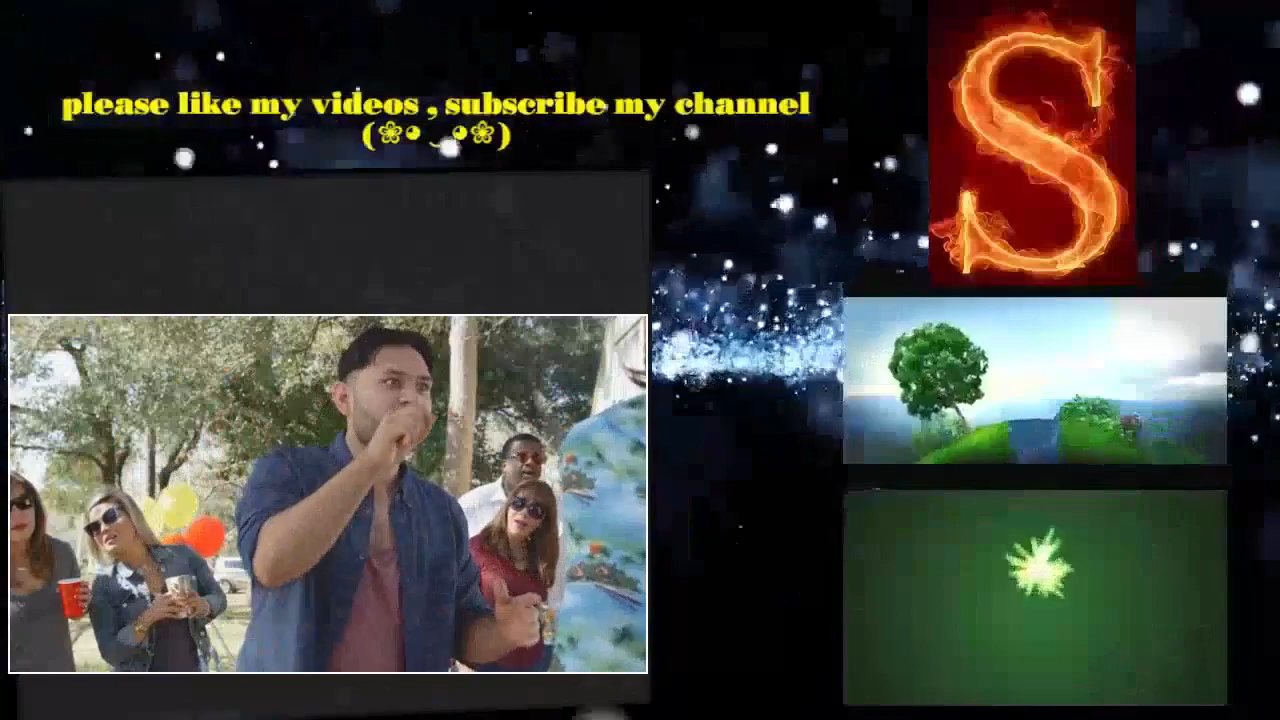 please like my videos , subscribe my channel
(❀◕ ‿ ◕❀)
S